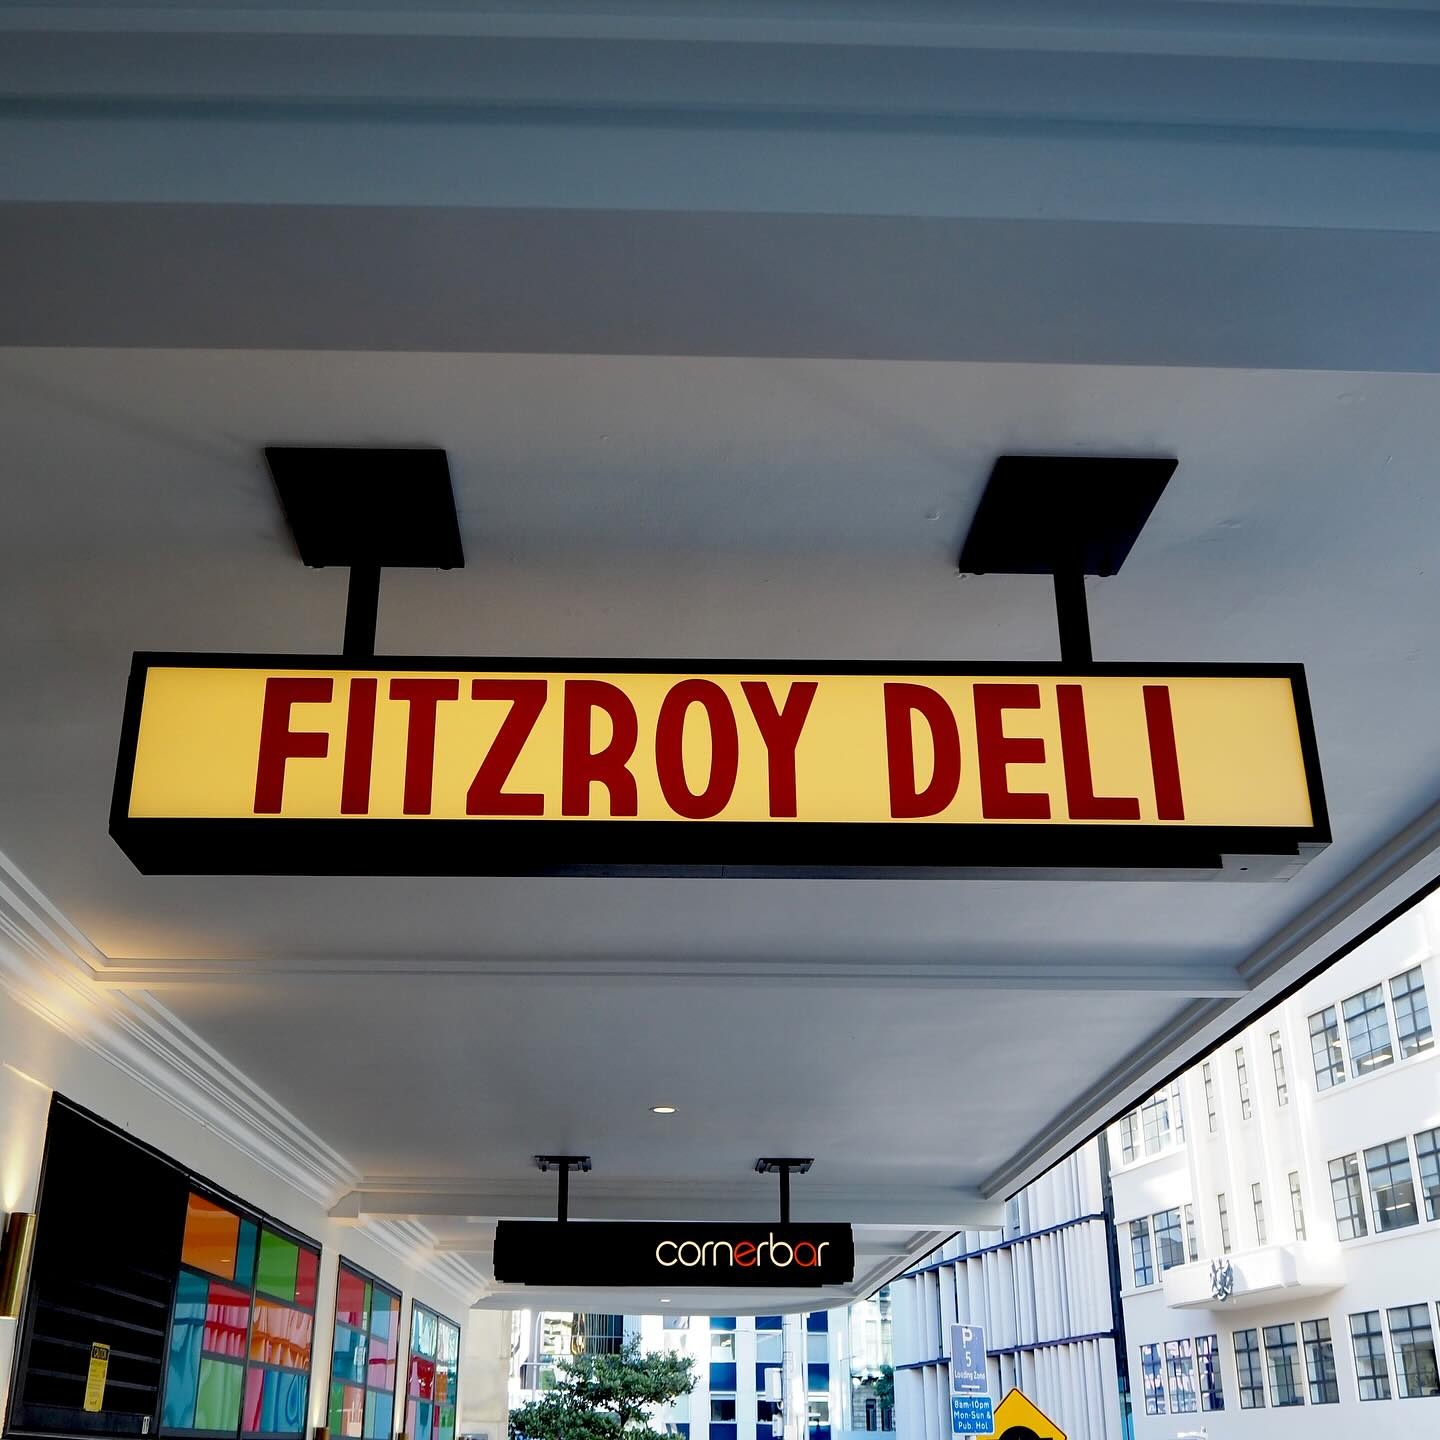 FITZROY DELI
cornerbar
P
5
Loading Zone
8am-10pm
Mon-Sun &
Pub. Hol